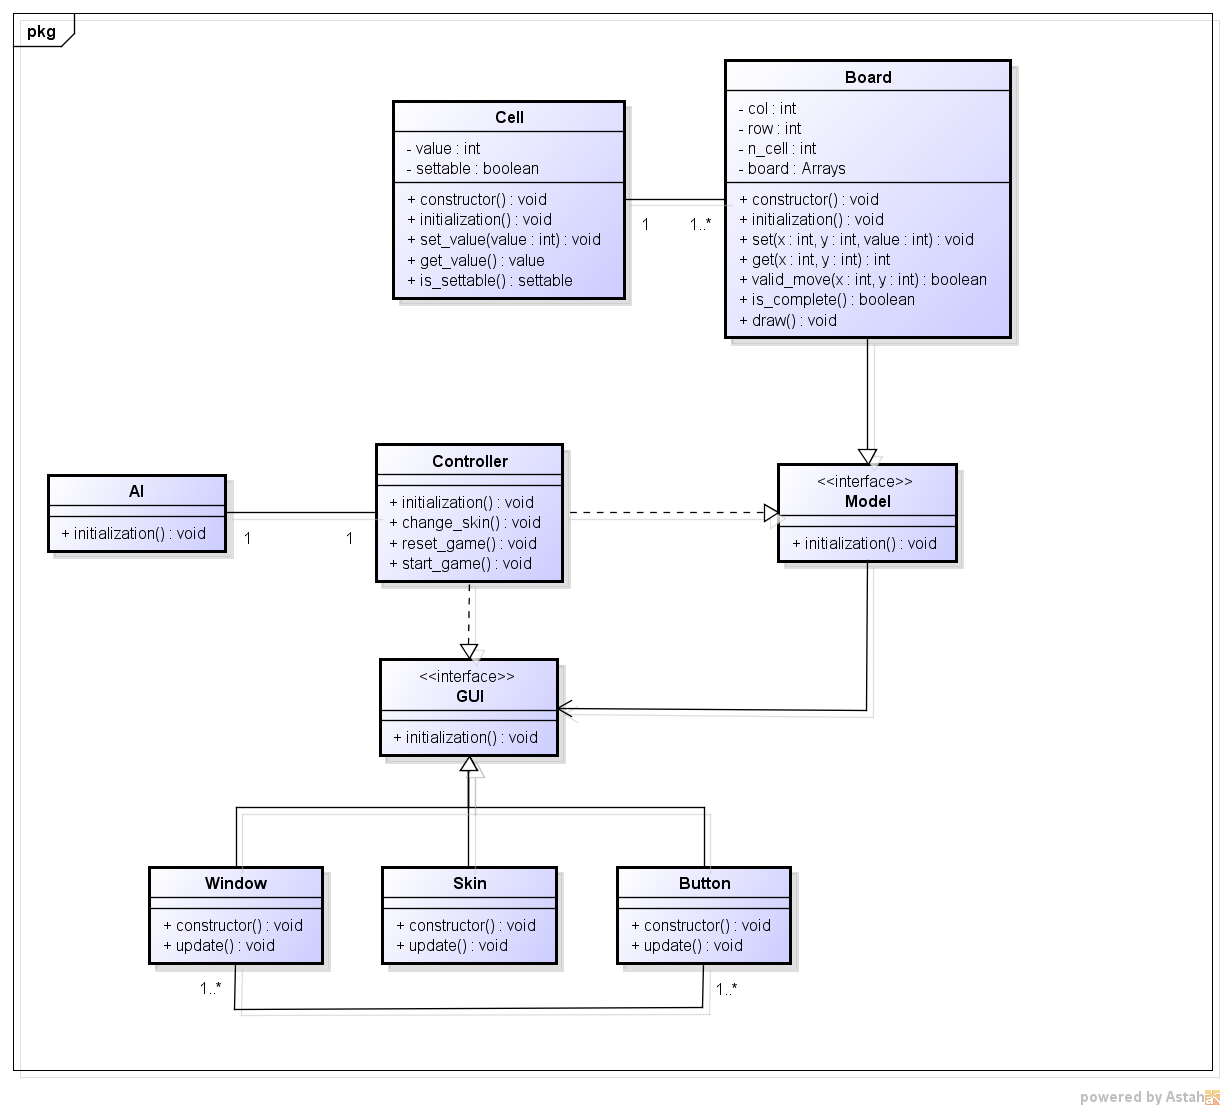 pkg
Board
- col : int
- row : int
- n_cell : int
- board : Arrays
+ constructor() : void
+ initialization() : void
+ set(x : int, y : int, value : int) : void
+ get(x : int, y : int) : int
+ valid_move(x : int, y : int) : boolean
+ is_complete() : boolean
+ draw() : void
Cell
- value : int
- settable : boolean
+ constructor() : void
+ initialization() : void
+ set_value(value : int) : void
+ get_value() : value
+ is_settable() : settable
1
1..*
Controller
+ initialization() : void
+ change_skin() : void
+ reset_game() : void
+ start_game() : void
AI
+ initialization() : void
1
1
<<interface>>
Model
+ initialization() : void
<<interface>>
GUI
+ initialization() : void
Window
+ constructor() : void
+ update() : void
Skin
+ constructor() : void
+ update() : void
Button
+ constructor() : void
+ update() : void
1..*
1..*
powered by Astah